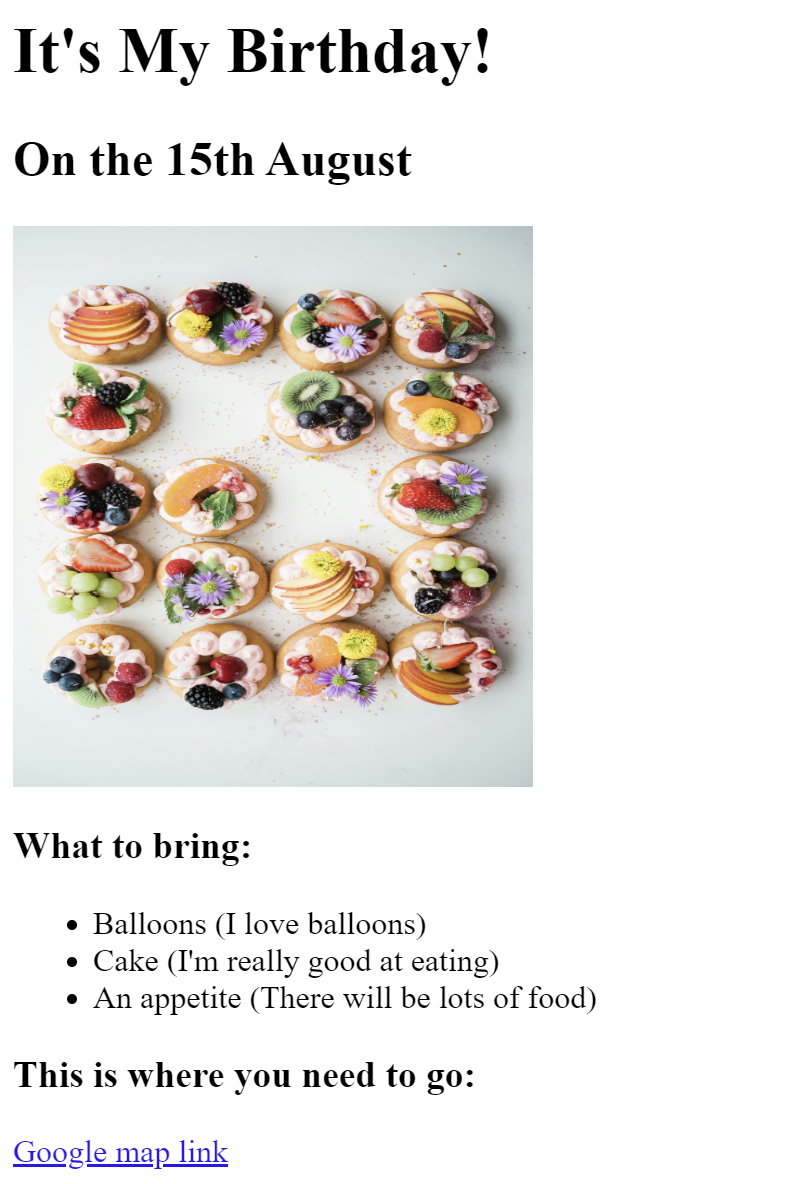 It's My Birthday!
On the 15th August
What to bring:
Balloons (I love balloons)
Cake (I'm really good at eating)
An appetite (There will be lots of food)
This is where you need to go:
Google map link